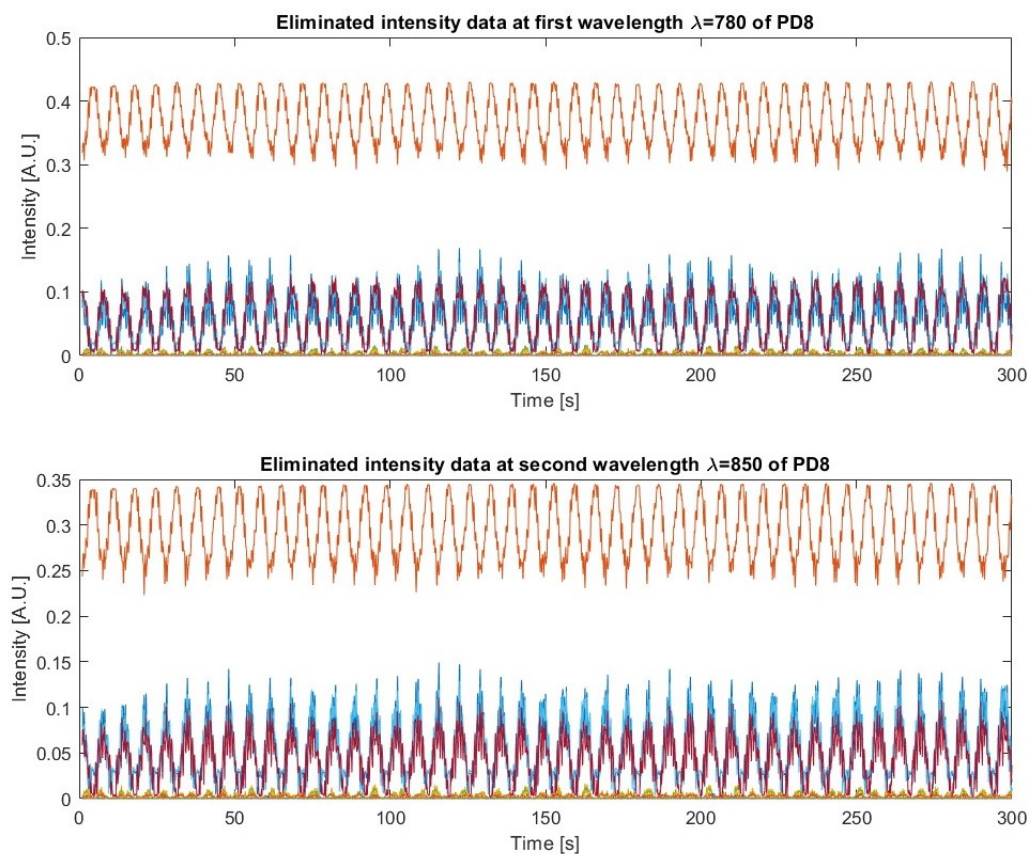 Eliminated intensity data at first wavelength λ=780 of PD8
0.5
0.4
0.3
0.2
0.1
0
Intensity [A.U.]
0 50 100 150 200 250 300
Time [s]
Eliminated intensity data at second wavelength λ=850 of PD8
0.35
0.3
0.25
0.2
0.15
0.1
0.05
0
Intensity [A.U.]
0 50 100 150 200 250 300
Time [s]